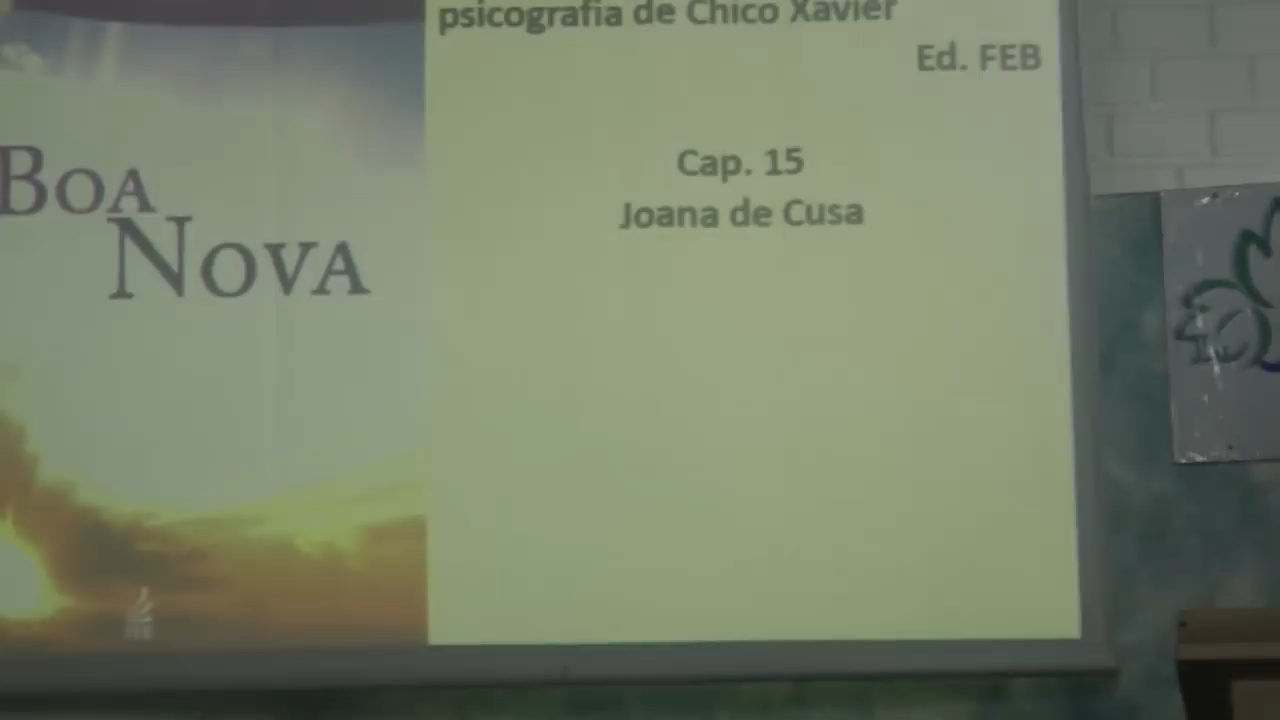 psicografia de Chico Xavier
Ed. FEB
Cap. 15
Joana de Cusa
BOA
NOVA